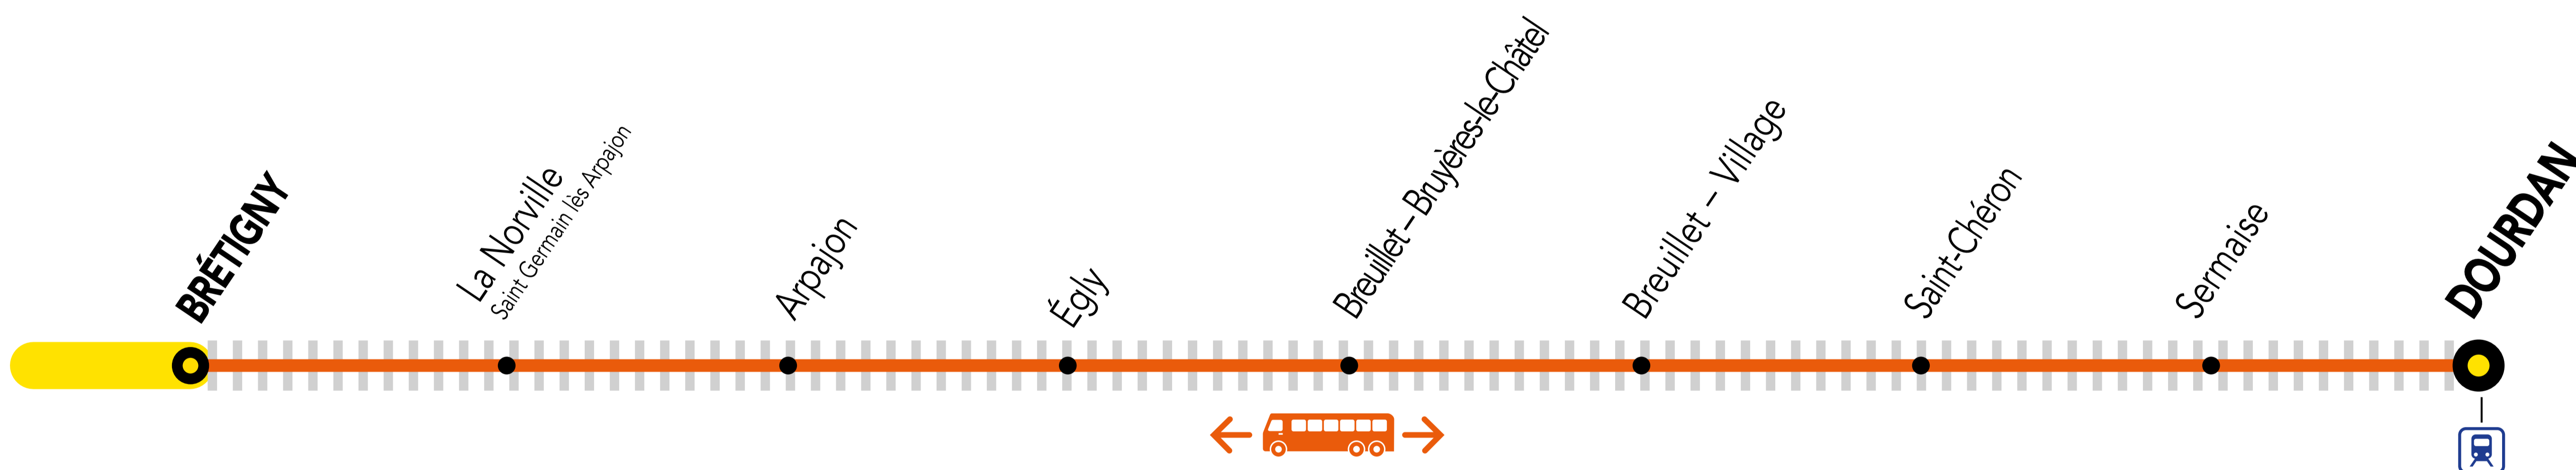 BRÉTIGNY
La Norville
Saint Germain lès Arpajon
Arpajon
Égly
Breuillet – Bruyères-le-Châtel
Breuillet – Village
Saint-Chéron
Sermaise
DOURDAN